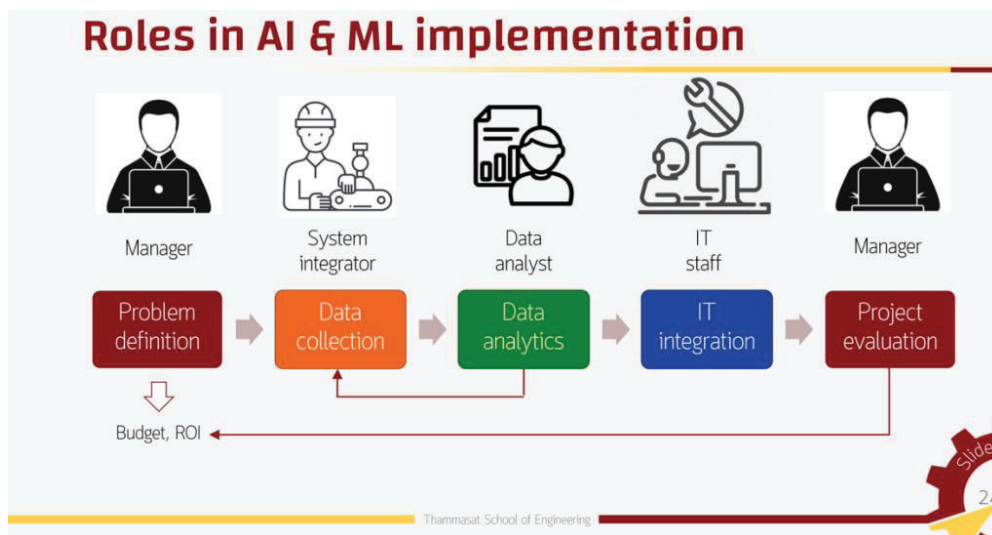 Roles in AI & ML implementation
Manager
System
integrator
Data
analyst
IT
staff
Manager
Problem
definition
Data
collection
Data
analytics
IT
integration
Project
evaluation
Budget, ROI
Slide
Thammasat School of Engineering